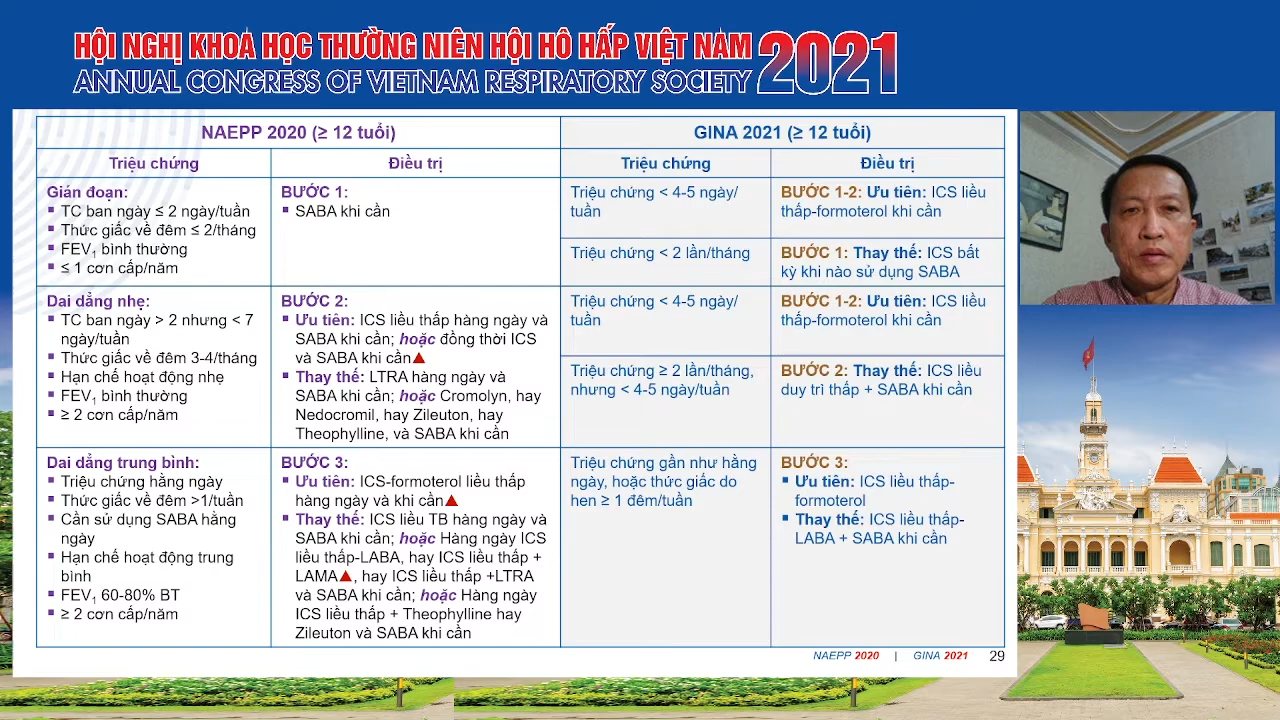 HỘI NGHỊ KHOA HỌC THƯỜNG NIÊN HỘI HÔ HẤP VIỆT NAM 2021
ANNUAL CONGRESS OF VIETNAM RESPIRATORY SOCIETY
NAEPP 2020 (≥ 12 tuổi)
GINA 2021 (≥ 12 tuổi)
Triệu chứng
Điều trị
Triệu chứng
Điều trị
Gián đoạn:
▪ TC ban ngày ≤ 2 ngày/tuần
▪ Thức giấc về đêm ≤ 2/tháng
▪ FEV₁ bình thường
▪ ≤ 1 cơn cấp/năm
BƯỚC 1:
▪ SABA khi cần
Triệu chứng < 4-5 ngày/
tuần
BƯỚC 1-2: Ưu tiên: ICS liều
thấp-formoterol khi cần
Triệu chứng < 2 lần/tháng
BƯỚC 1: Thay thế: ICS bất
kỳ khi nào sử dụng SABA
Dai dẳng nhẹ:
▪ TC ban ngày > 2 nhưng < 7
ngày/tuần
▪ Thức giấc về đêm 3-4/tháng
▪ Hạn chế hoạt động nhẹ
▪ FEV₁ bình thường
▪ ≥ 2 cơn cấp/năm
BƯỚC 2:
▪ Ưu tiên: ICS liều thấp hàng ngày và
SABA khi cần; hoặc đồng thời ICS
và SABA khi cần▲
▪ Thay thế: LTRA hàng ngày và
SABA khi cần; hoặc Cromolyn, hay
Nedocromil, hay Zileuton, hay
Theophylline, và SABA khi cần
Triệu chứng < 4-5 ngày/
tuần
BƯỚC 1-2: Ưu tiên: ICS liều
thấp-formoterol khi cần
Triệu chứng ≥ 2 lần/tháng,
nhưng < 4-5 ngày/tuần
BƯỚC 2: Thay thế: ICS liều
duy trì thấp + SABA khi cần
Dai dẳng trung bình:
▪ Triệu chứng hằng ngày
▪ Thức giấc về đêm >1/tuần
▪ Cần sử dụng SABA hằng
ngày
▪ Hạn chế hoạt động trung
bình
▪ FEV₁ 60-80% BT
▪ ≥ 2 cơn cấp/năm
BƯỚC 3:
▪ Ưu tiên: ICS-formoterol liều thấp
hàng ngày và khi cần▲
▪ Thay thế: ICS liều TB hàng ngày và
SABA khi cần; hoặc Hàng ngày ICS
liều thấp-LABA, hay ICS liều thấp +
LAMA▲, hay ICS liều thấp +LTRA
và SABA khi cần; hoặc Hàng ngày
ICS liều thấp + Theophylline hay
Zileuton và SABA khi cần
Triệu chứng gần như hằng
ngày, hoặc thức giấc do
hen ≥ 1 đêm/tuần
BƯỚC 3:
▪ Ưu tiên: ICS liều thấp-
formoterol
▪ Thay thế: ICS liều thấp-
LABA + SABA khi cần
NAEPP 2020 | GINA 2021 29